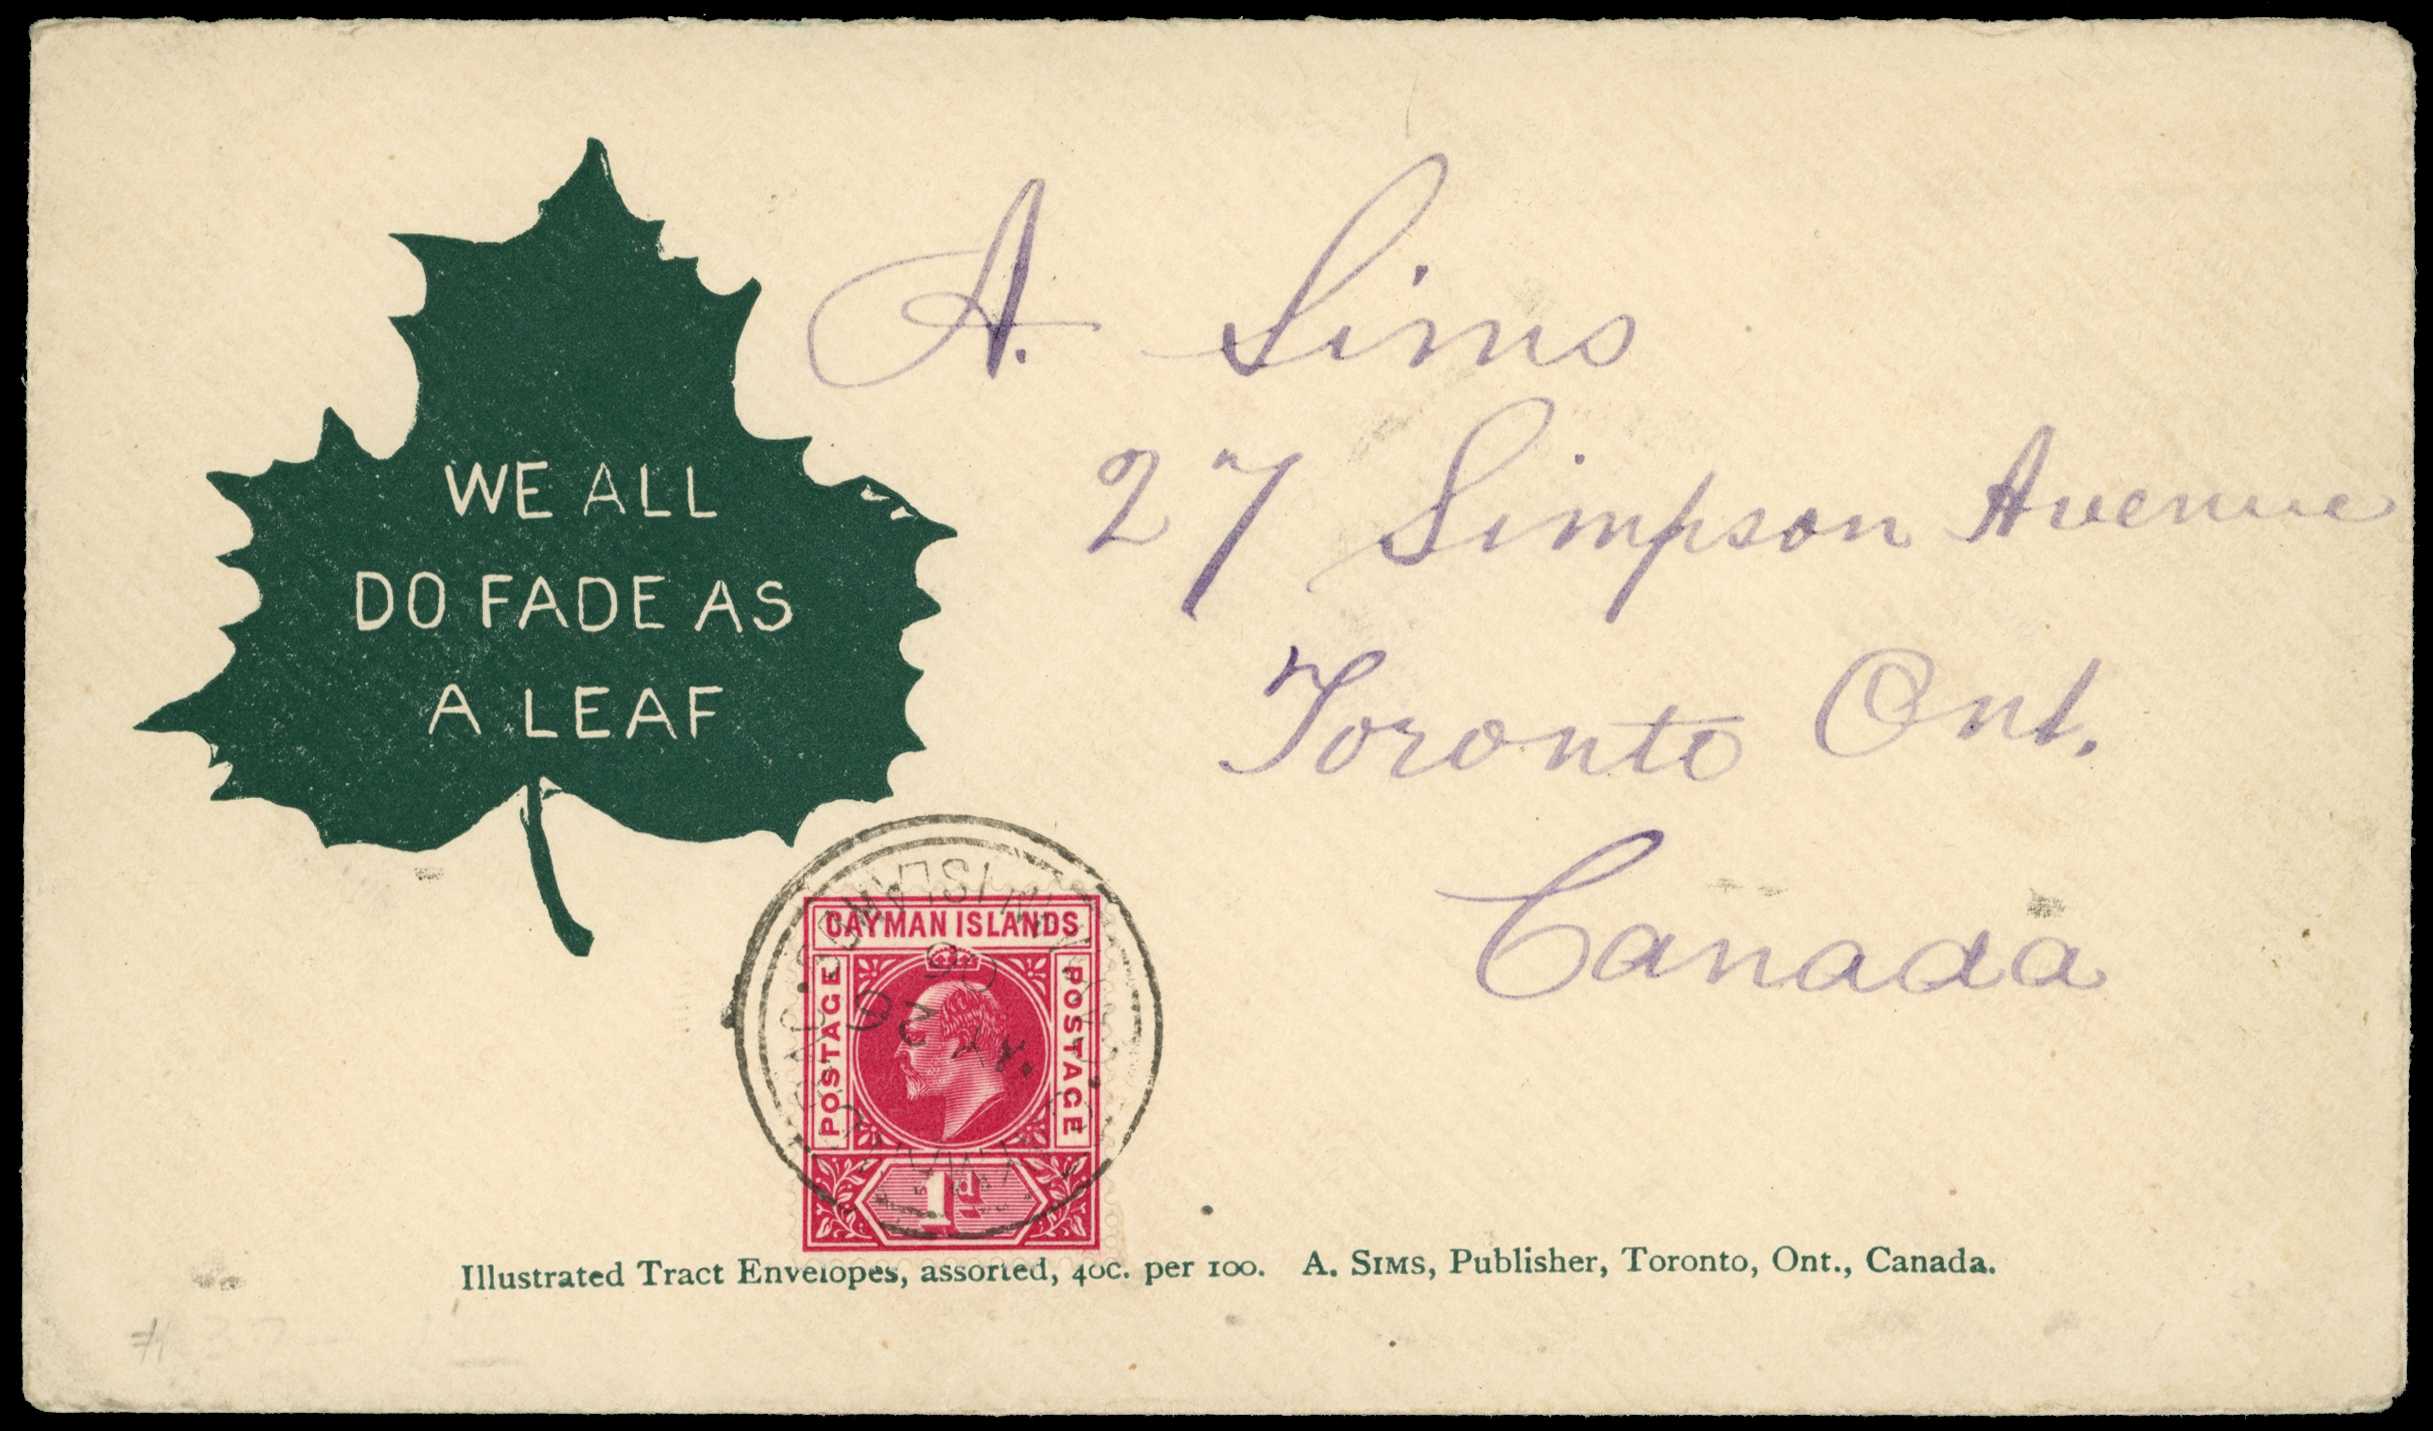 WE ALL
DO FADE AS
A LEAF
A. Sims
27 Simpson Avenue
Toronto Ont.
Canada
CAYMAN ISLANDS
POSTAGE
POSTAGE
1d
Illustrated Tract Envelopes, assorted, 40c. per 100. A. SIMS, Publisher, Toronto, Ont., Canada.